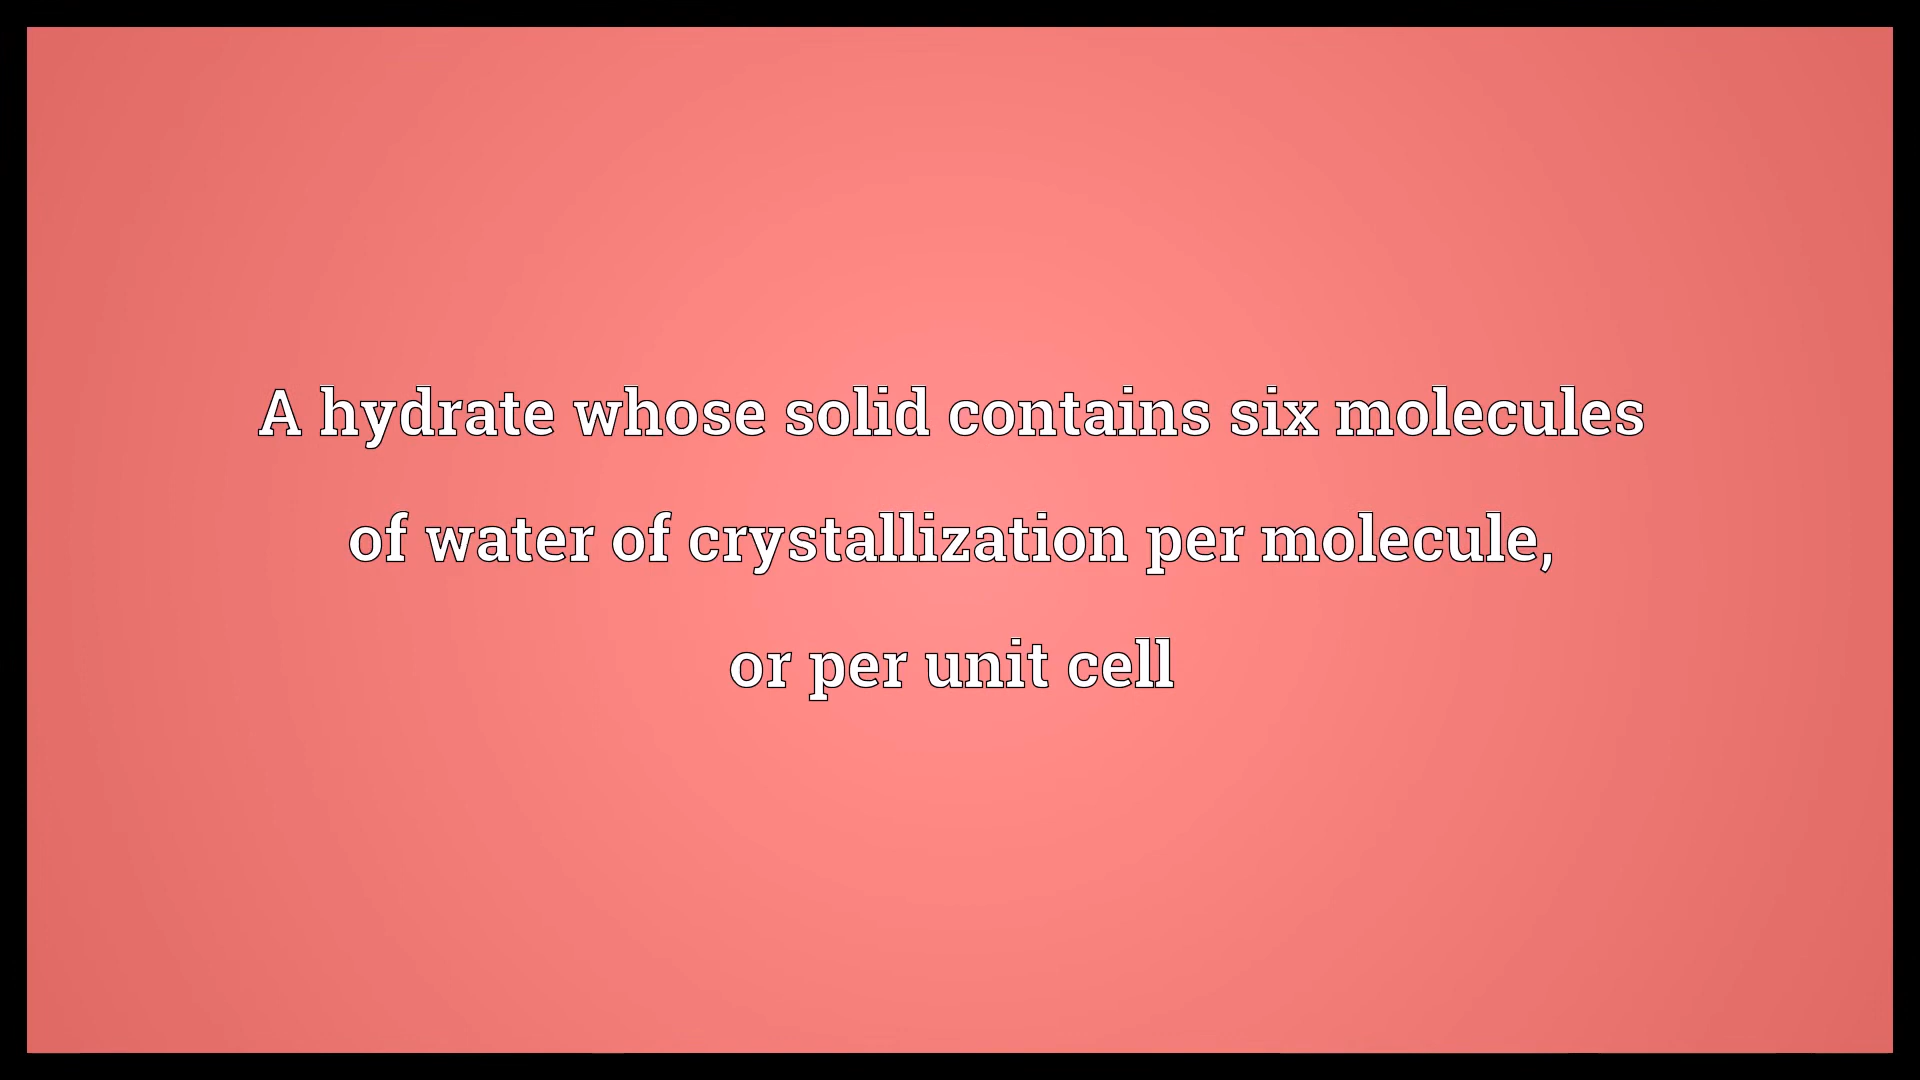 A hydrate whose solid contains six molecules
of water of crystallization per molecule,
or per unit cell